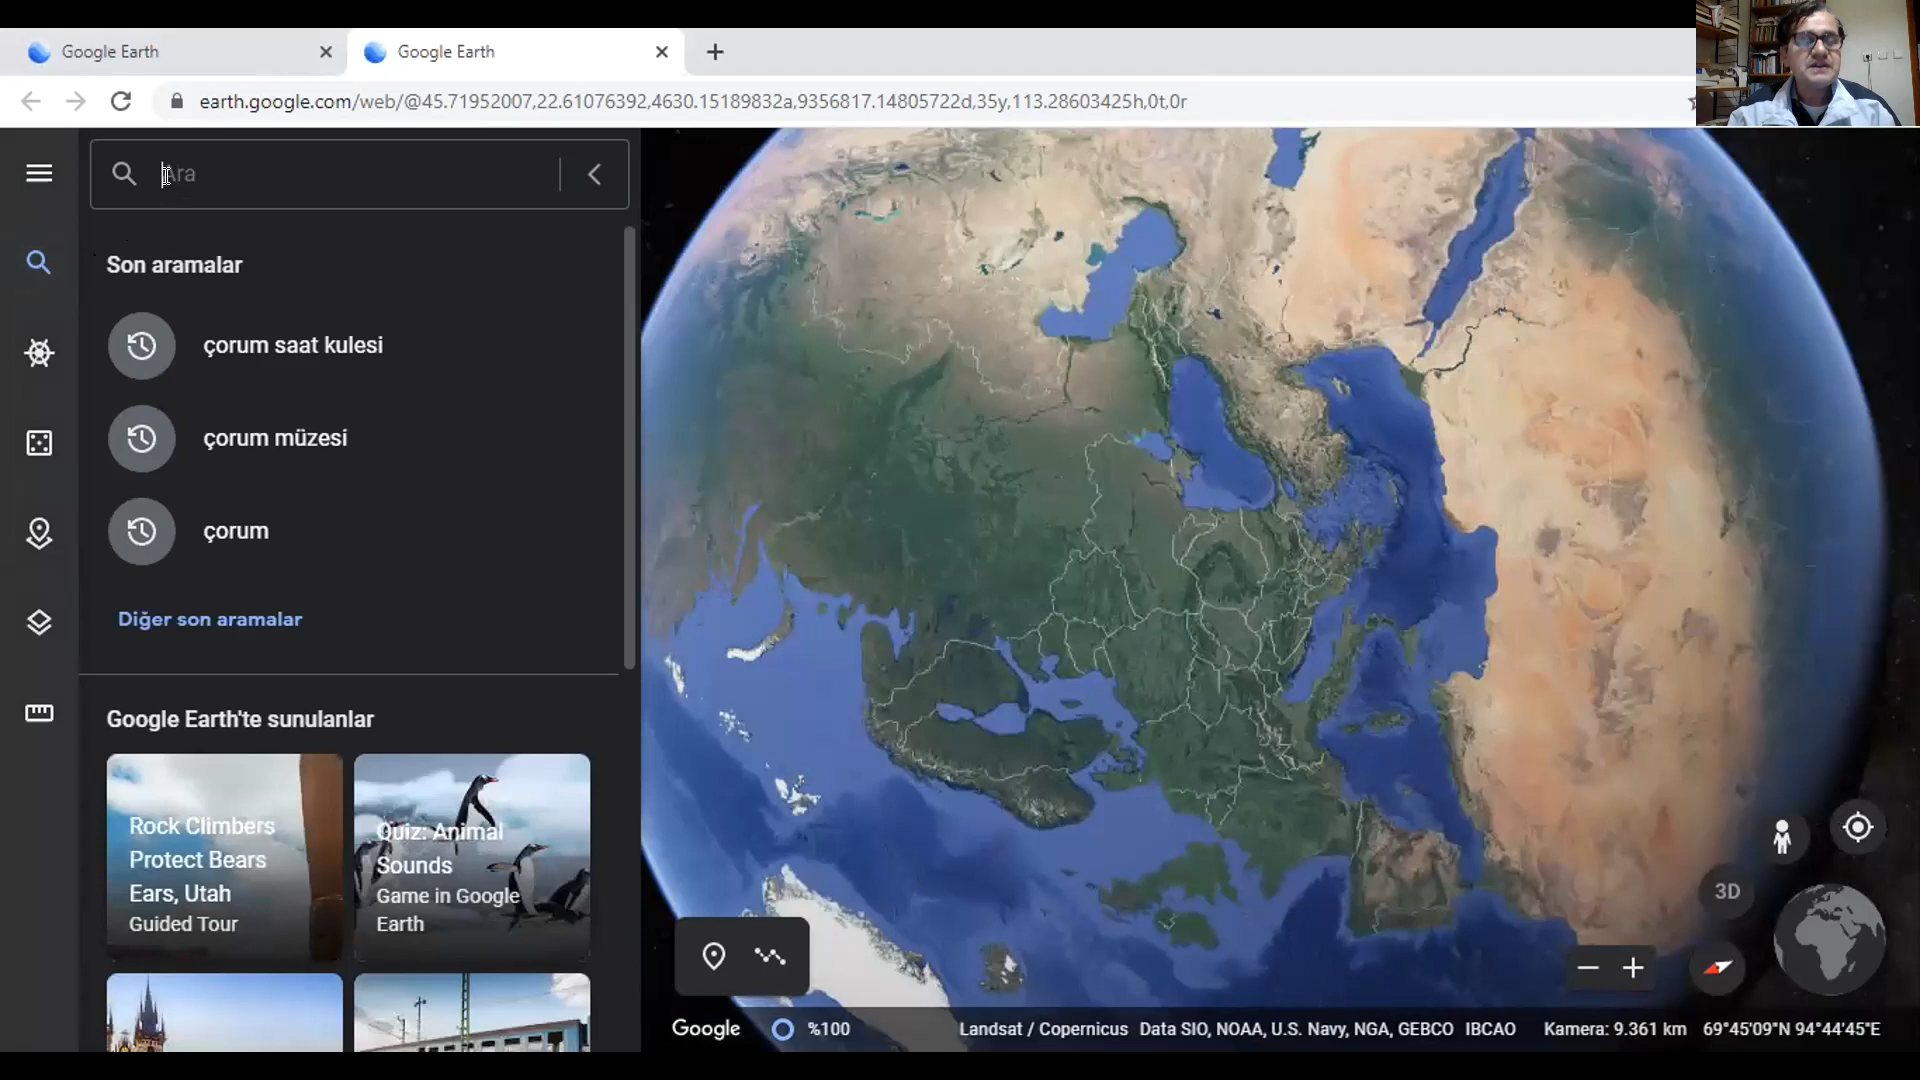 Google Earth
Google Earth
earth.google.com/web/@45.71952007,22.61076392,4630.15189832a,9356817.14805722d,35y,113.28603425h,0t,0r
Ara
Son aramalar
çorum saat kulesi
çorum müzesi
çorum
Diğer son aramalar
Google Earth'te sunulanlar
Rock Climbers
Protect Bears
Ears, Utah
Guided Tour
Quiz: Animal
Sounds
Game in Google
Earth
3D
Google
%100
Landsat / Copernicus Data SIO, NOAA, U.S. Navy, NGA, GEBCO IBCAO
Kamera: 9.361 km 69°45'09"N 94°44'45"E